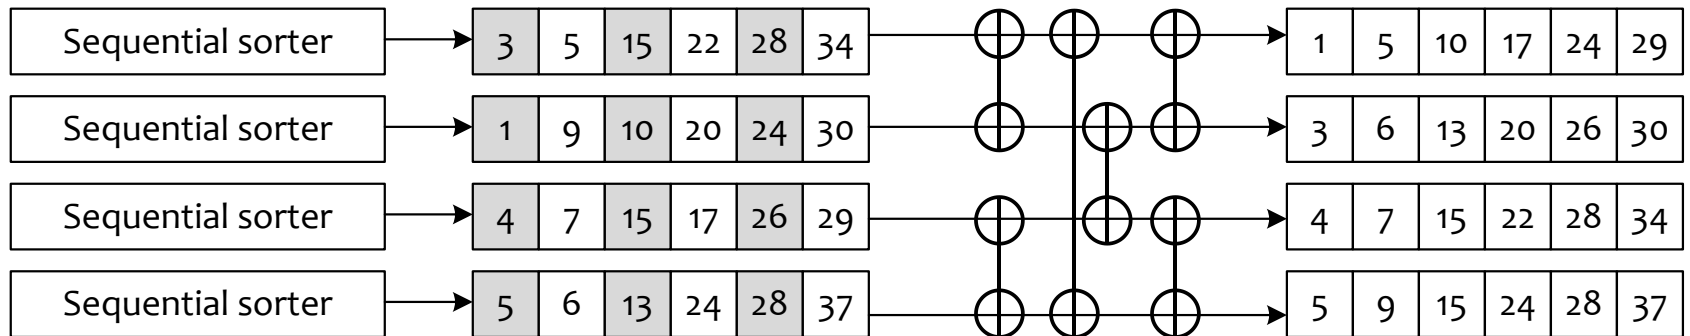 Sequential sorter 3 5 15 22 28 34 1 5 10 17 24 29
Sequential sorter 1 9 10 20 24 30 3 6 13 20 26 30
Sequential sorter 4 7 15 17 26 29 4 7 15 22 28 34
Sequential sorter 5 6 13 24 28 37 5 9 15 24 28 37